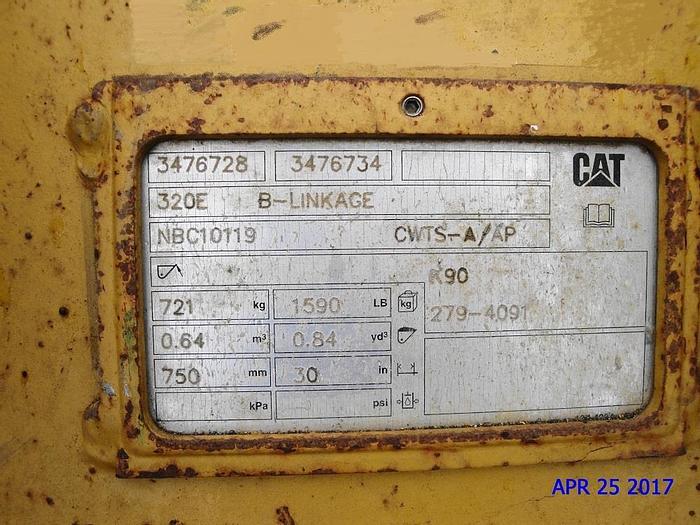 3476728 3476734
CAT
320E B-LINKAGE
NBC10119 CWTS-A/AP
K90
721 kg 1590 LB kg
279-4091
0.64 m³ 0.84 yd³
750 mm 30 in
kPa psi
APR 25 2017